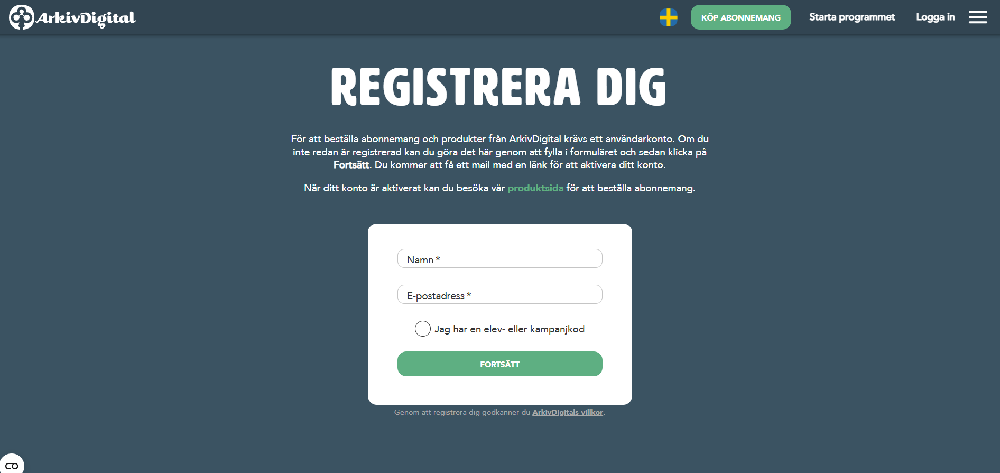 ArkivDigital
KÖP ABONNEMANG
Starta programmet
Logga in
REGISTRERA DIG
För att beställa abonnemang och produkter från ArkivDigital krävs ett användarkonto. Om du
inte redan är registrerad kan du göra det här genom att fylla i formuläret och sedan klicka på
Fortsätt. Du kommer att få ett mail med en länk för att aktivera ditt konto.
När ditt konto är aktiverat kan du besöka vår produktsida för att beställa abonnemang.
Namn *
E-postadress *
Jag har en elev- eller kampanjkod
FORTSÄTT
Genom att registrera dig godkänner du ArkivDigitals villkor.